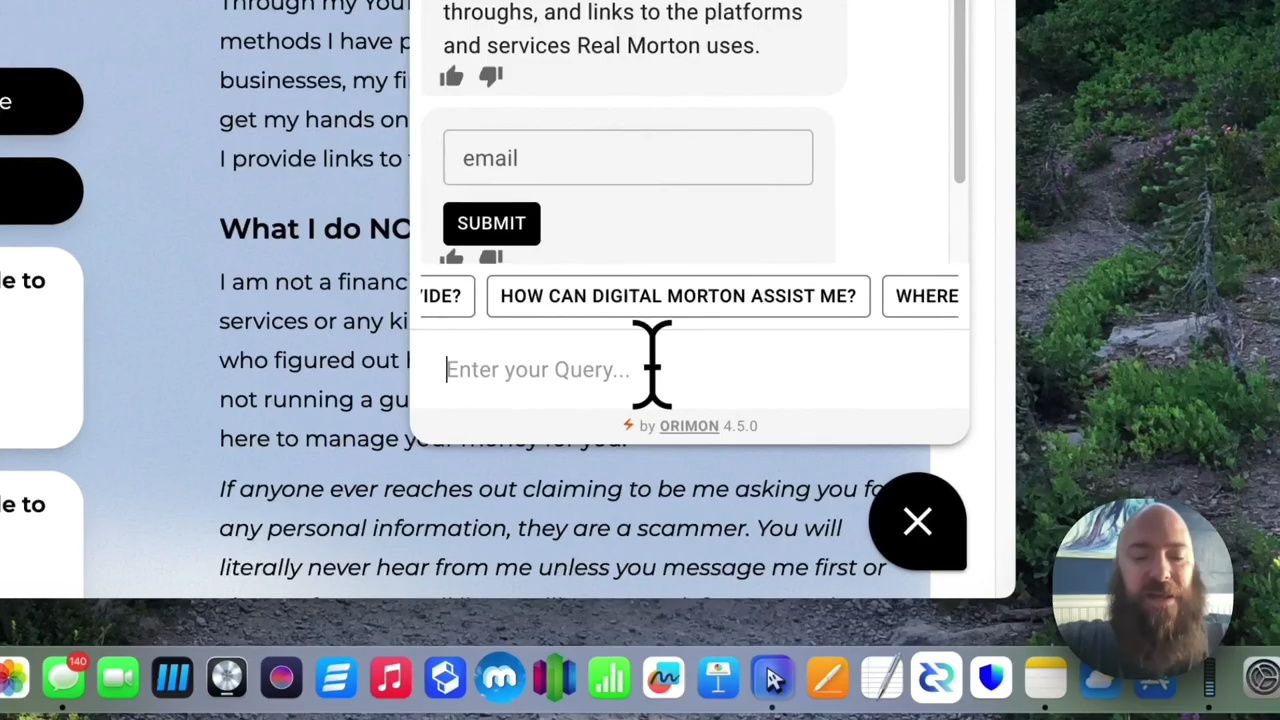 Through my You
methods I have p
businesses, my fi
get my hands on
I provide links to
What I do NO
I am not a financ
services or any ki
who figured out h
not running a gu
here to manage your money for you.
If anyone ever reaches out claiming to be me asking you fo
any personal information, they are a scammer. You will
literally never hear from me unless you message me first or
e
le to
le to
throughs, and links to the platforms
and services Real Morton uses.
email
SUBMIT
VIDE?
HOW CAN DIGITAL MORTON ASSIST ME?
WHERE
Enter your Query...
by ORIMON 4.5.0
140